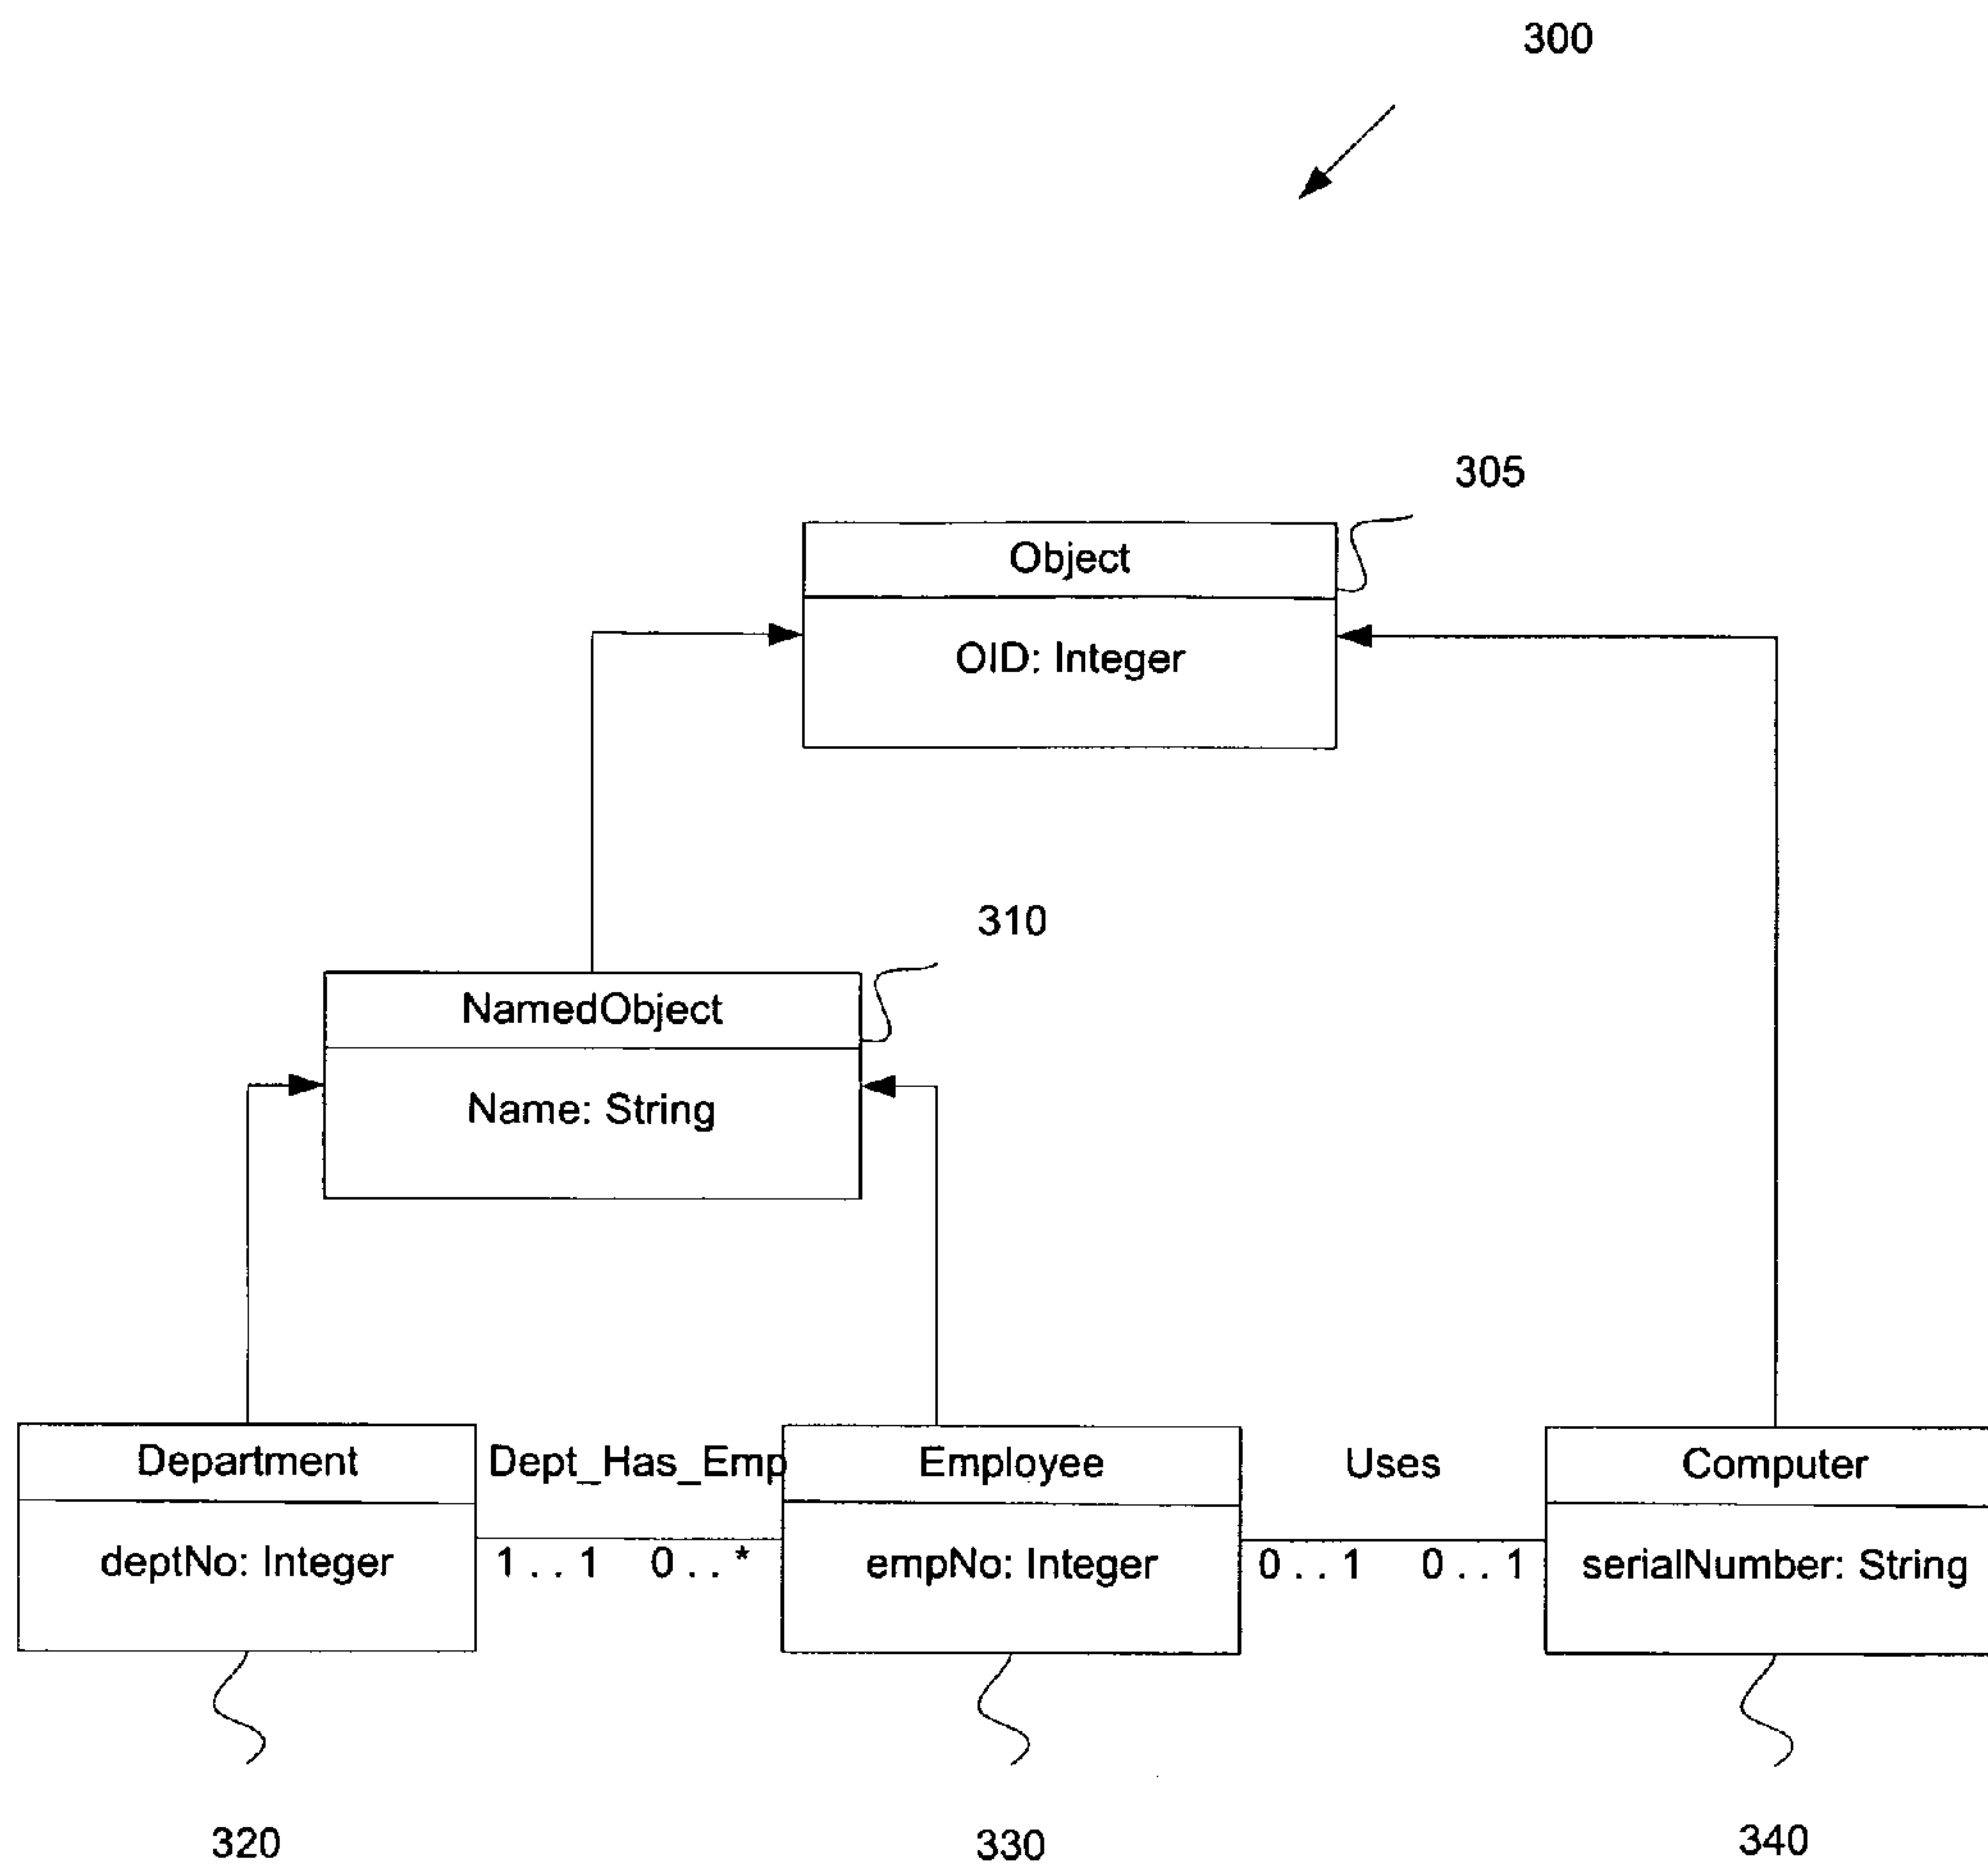 300
305
Object
OID: Integer
310
NamedObject
Name: String
Department
Dept_Has_Emp
Employee
Uses
Computer
deptNo: Integer
1 . . 1
0 . . *
empNo: Integer
0 . . 1
0 . . 1
serialNumber: String
320
330
340